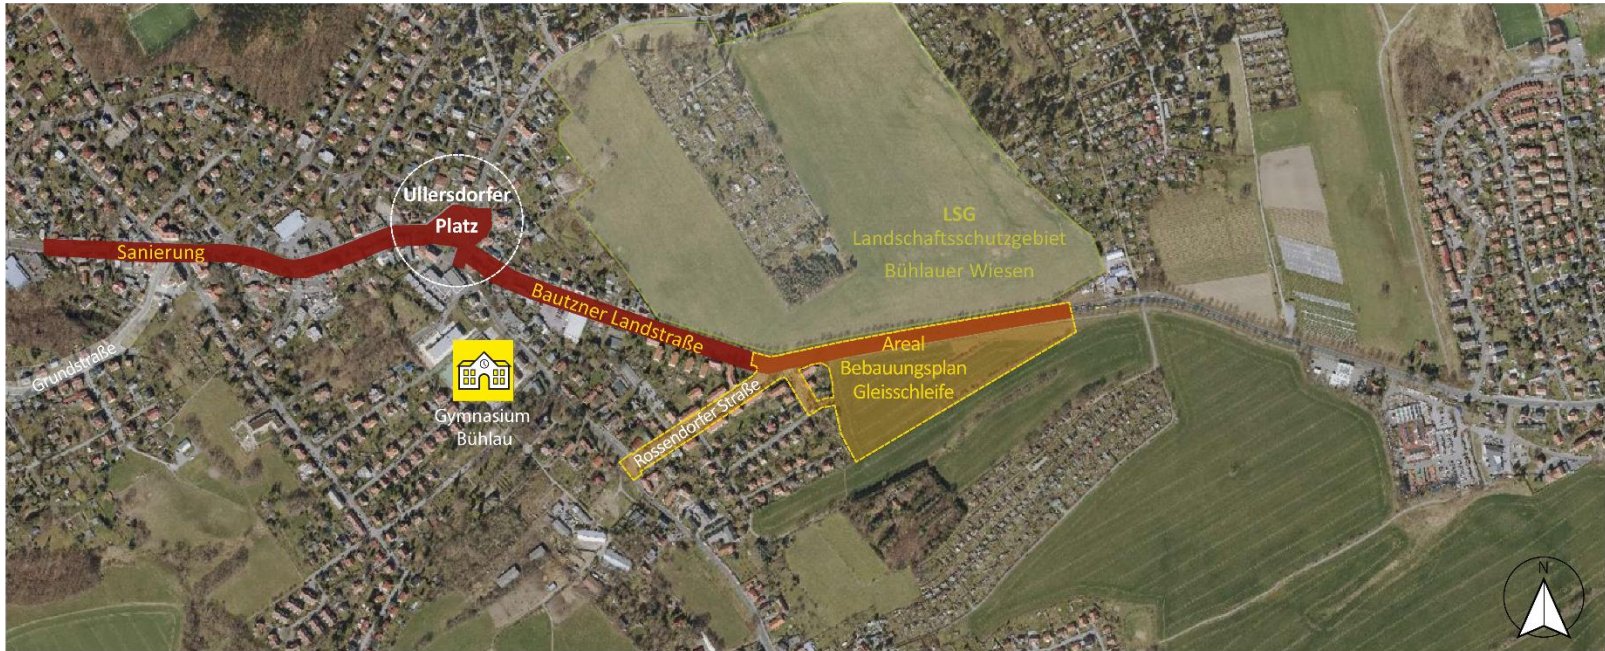 Ullersdorfer
Platz
Sanierung
Bautzner Landstraße
LSG
Landschaftsschutzgebiet
Bühlauer Wiesen
Grundstraße
Gymnasium
Bühlau
Rossendorfer Straße
Areal
Bebauungsplan
Gleisschleife
N